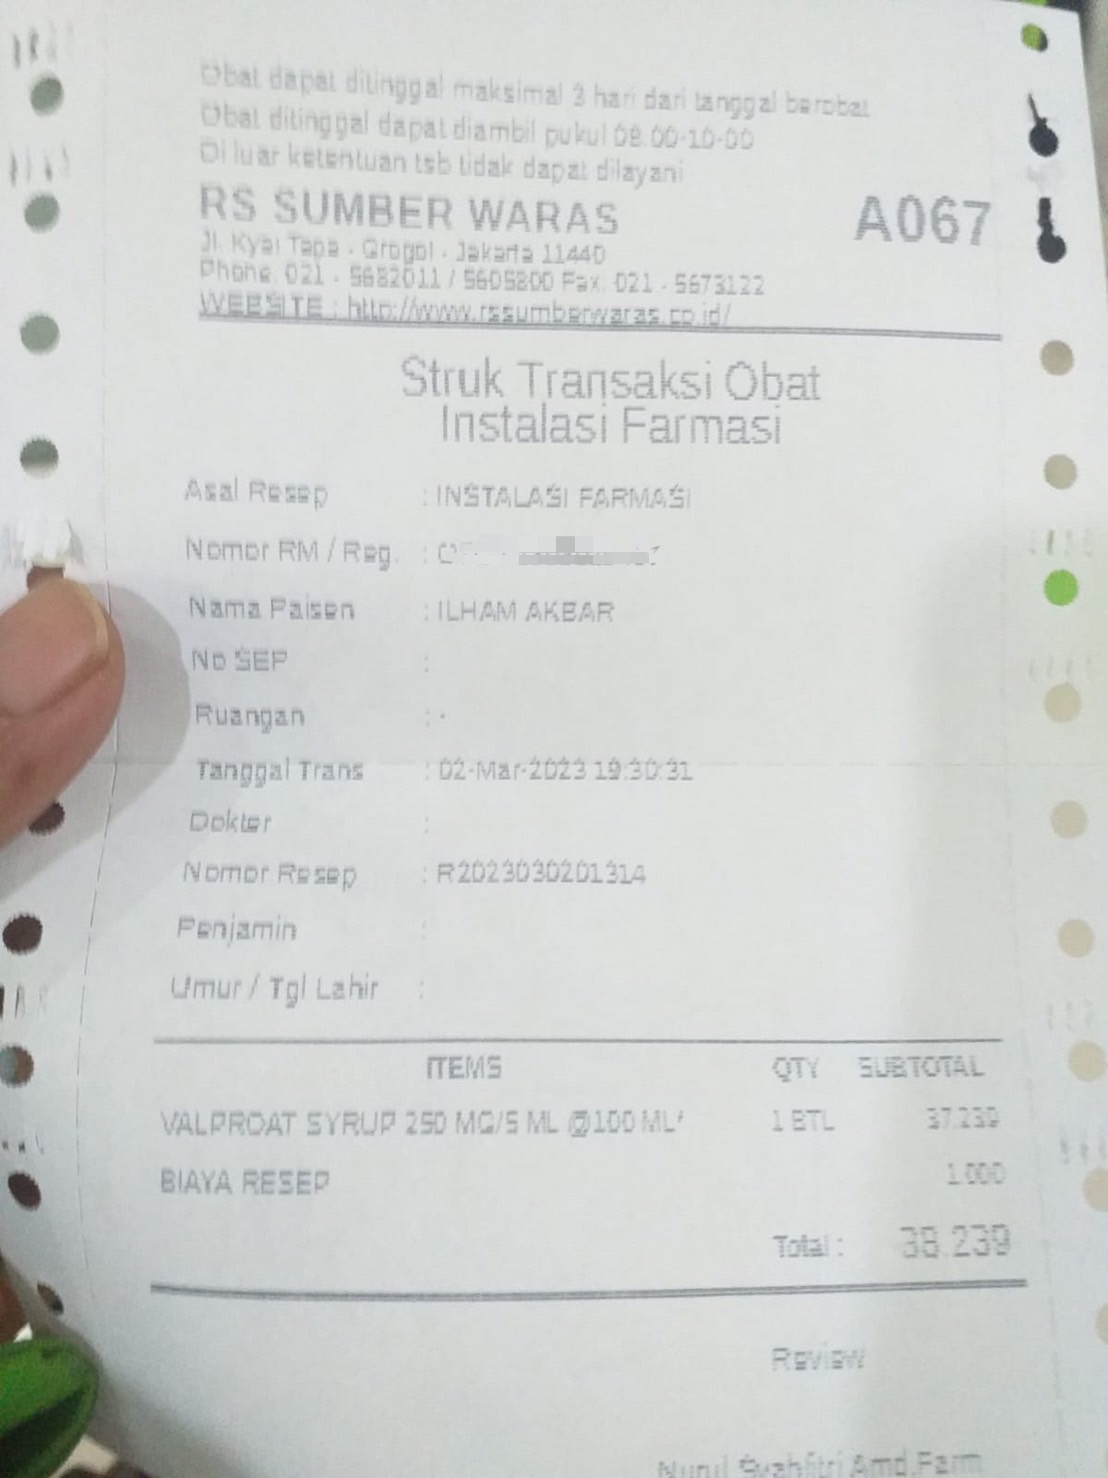 Obat dapat ditinggal maksimal 3 hari dari tanggal berobat
Obat ditinggal dapat diambil pukul 08.00-10-00
Di luar ketentuan tsb tidak dapat dilayani
RS SUMBER WARAS A067
Jl. Kyai Tapa - Grogol - Jakarta 11440
Phone. 021 - 5682011 / 5605800 Fax. 021 - 5673122
WEBSITE : http://www.rssumberwaras.co.id/
Struk Transaksi Obat
Instalasi Farmasi
Asal Resep : INSTALASI FARMASI
Nomor RM / Reg. :
Nama Paisen : ILHAM AKBAR
No SEP :
Ruangan : -
Tanggal Trans : 02-Mar-2023 19:30:31
Dokter :
Nomor Resep : R2023030201314
Penjamin :
Umur / Tgl Lahir :
ITEMS QTY SUBTOTAL
VALPROAT SYRUP 250 MG/5 ML @100 ML* 1 BTL 37.239
BIAYA RESEP 1.000
Total : 38.239
Review
Nurul Syahfitri Amd.Farm